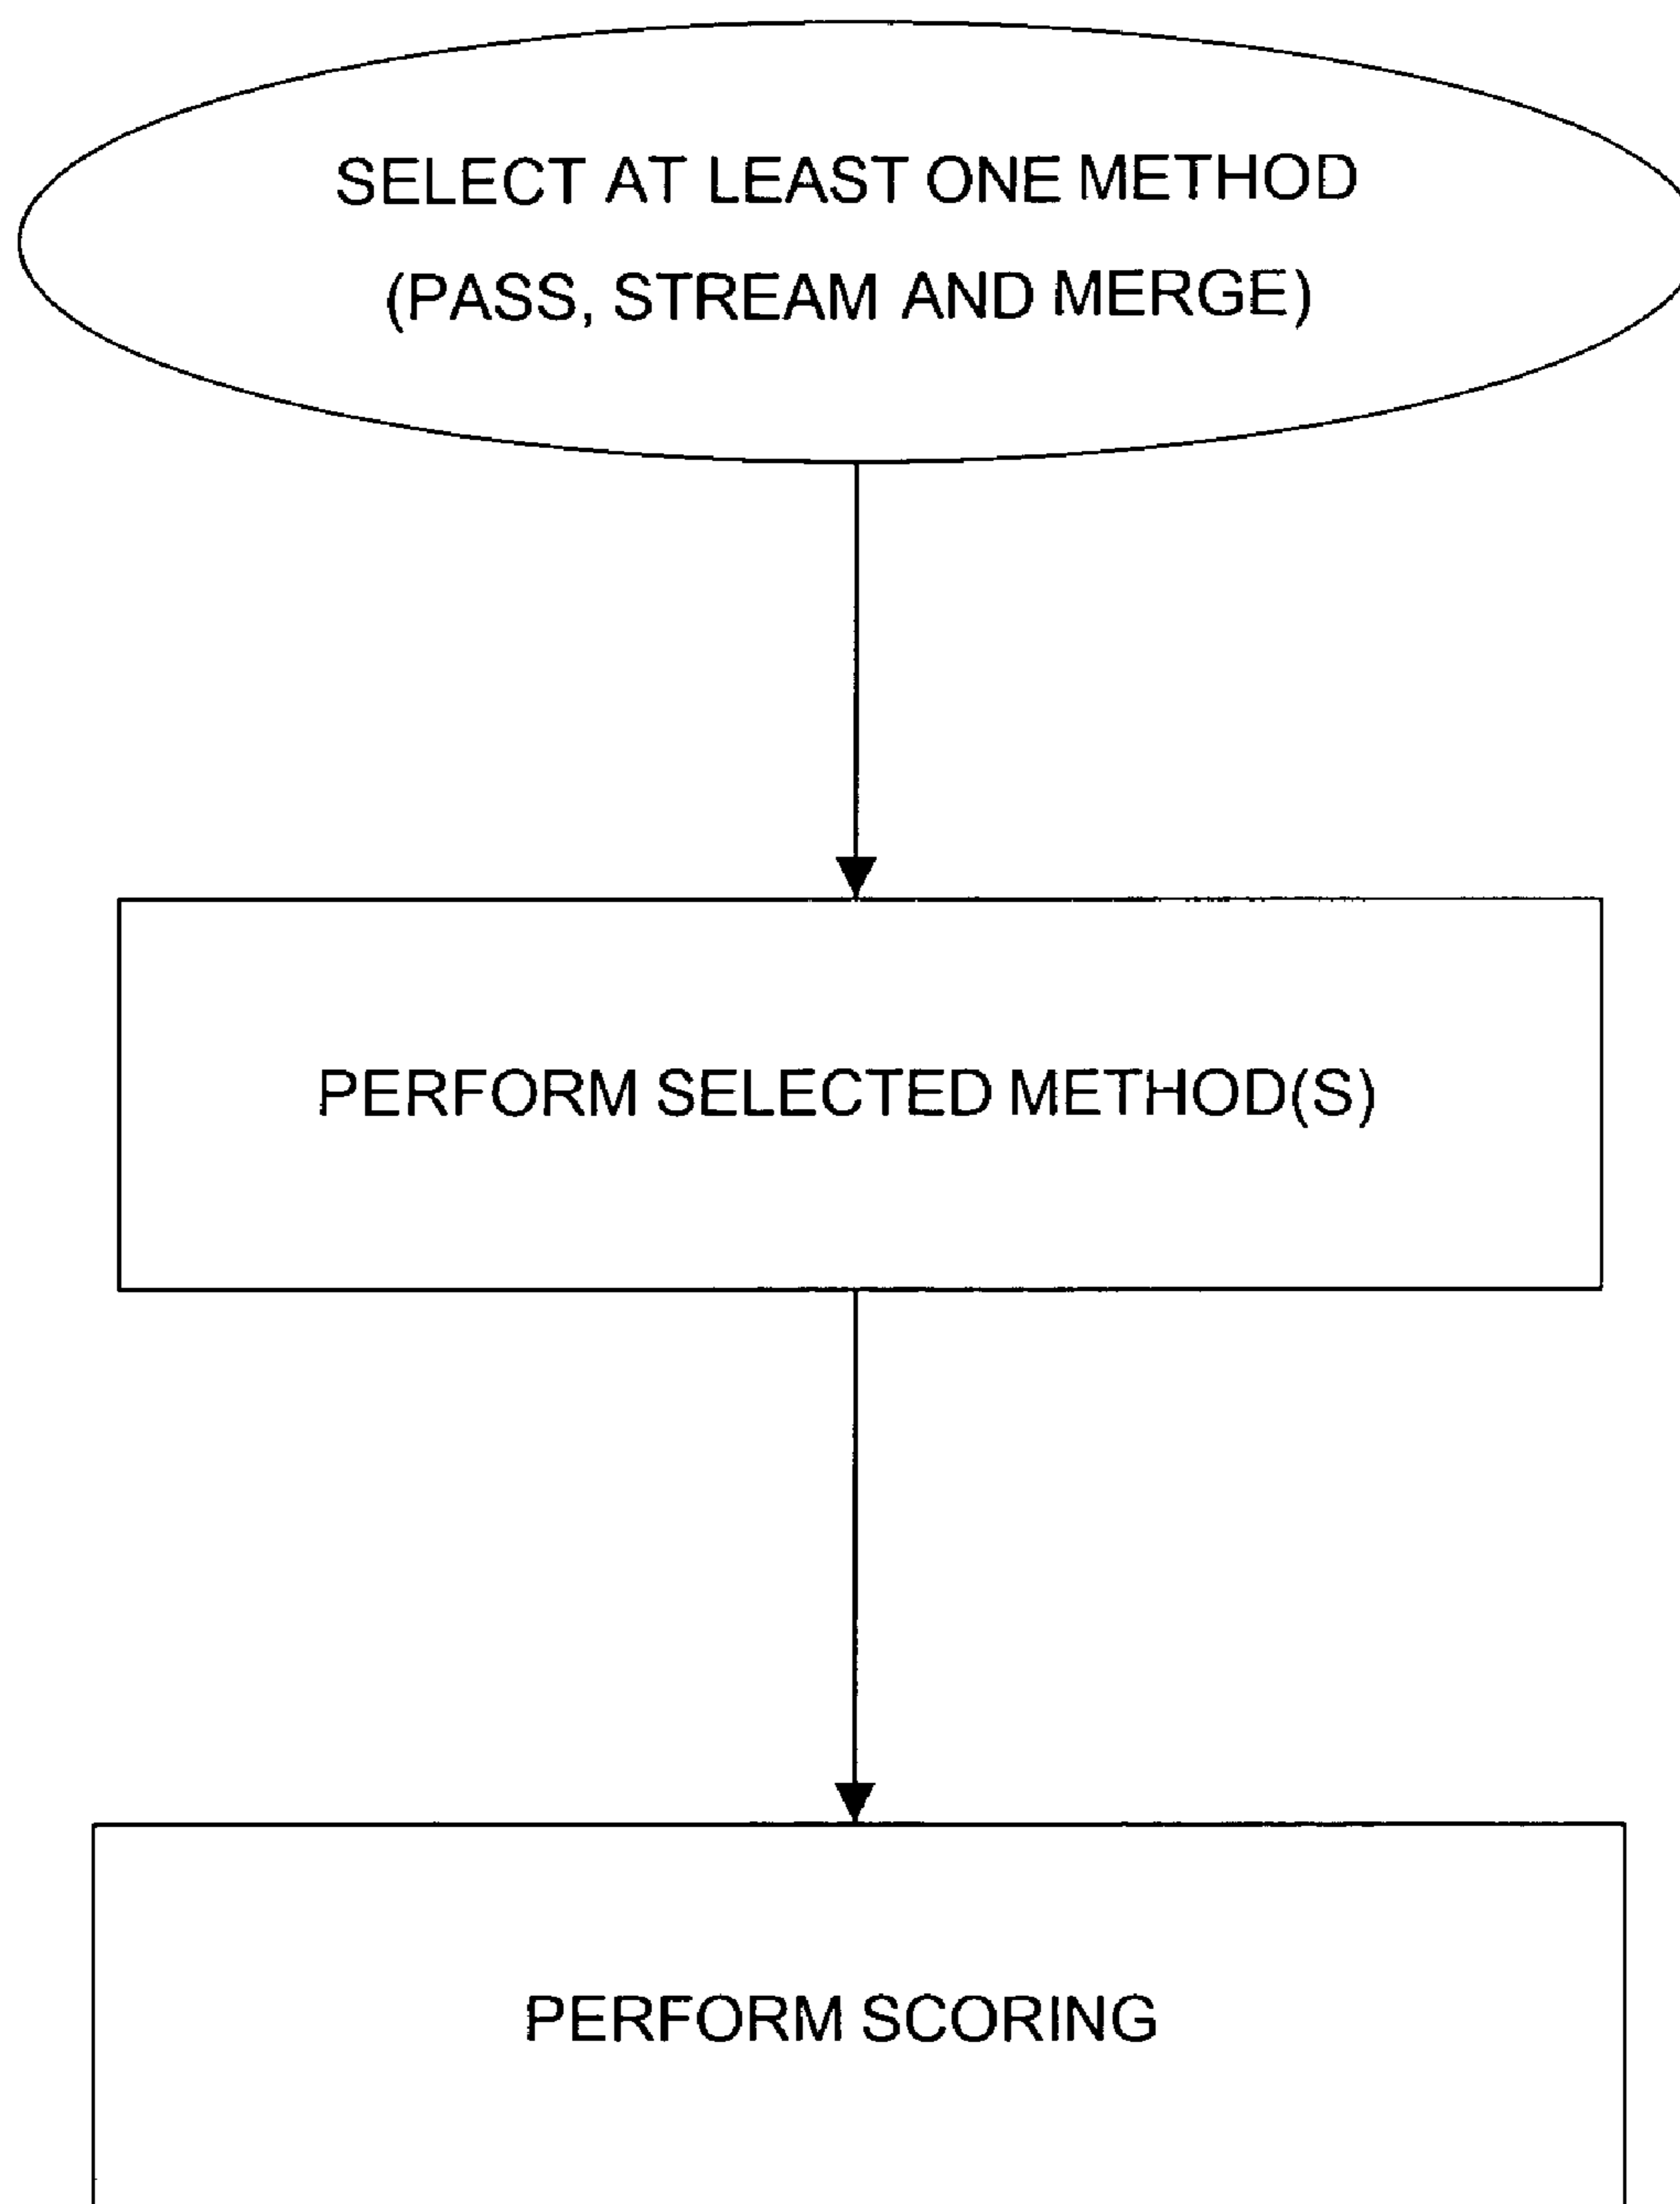 SELECT AT LEAST ONE METHOD
(PASS, STREAM AND MERGE)
PERFORM SELECTED METHOD(S)
PERFORM SCORING